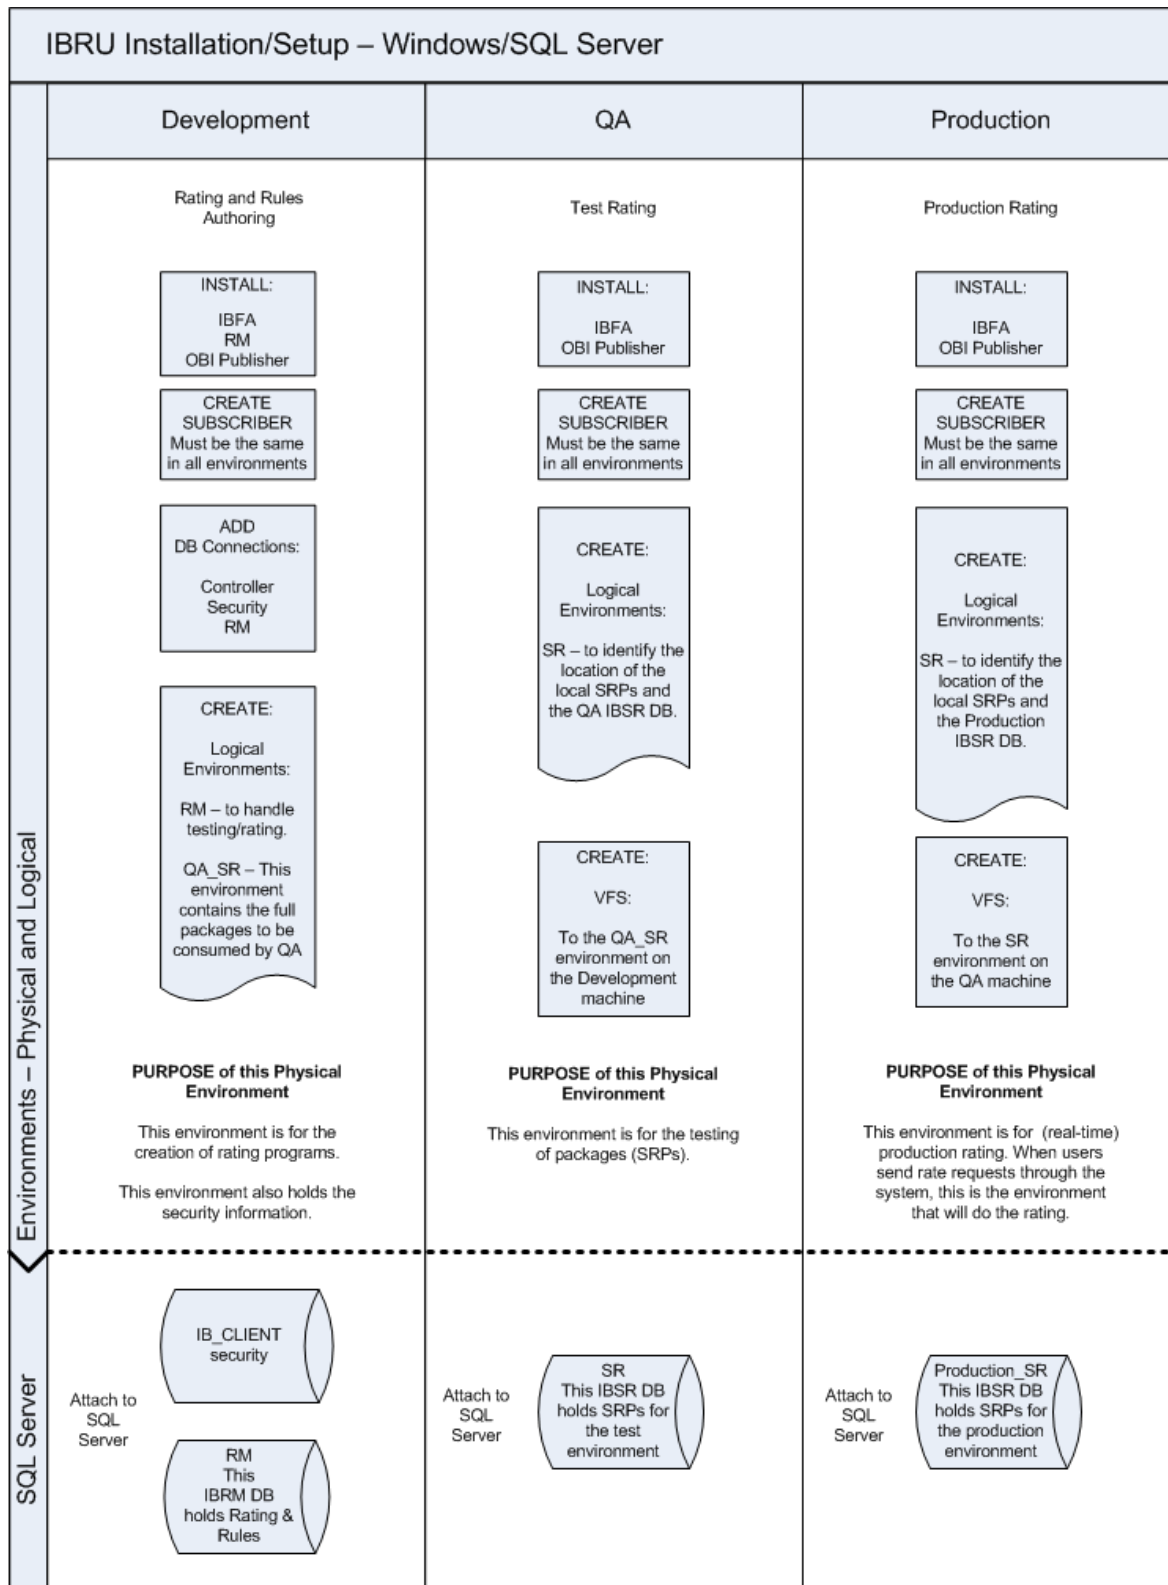 IBRU Installation/Setup – Windows/SQL Server
Environments – Physical and Logical
Development
Rating and Rules
Authoring
INSTALL:
IBFA
RM
OBI Publisher
CREATE
SUBSCRIBER
Must be the same
in all environments
ADD
DB Connections:
Controller
Security
RM
CREATE:
Logical
Environments:
RM – to handle
testing/rating.
QA_SR – This
environment
contains the full
packages to be
consumed by QA
PURPOSE of this Physical
Environment
This environment is for the
creation of rating programs.
This environment also holds the
security information.
QA
Test Rating
INSTALL:
IBFA
OBI Publisher
CREATE
SUBSCRIBER
Must be the same
in all environments
CREATE:
Logical
Environments:
SR – to identify the
location of the
local SRPs and
the QA IBSR DB.
CREATE:
VFS:
To the QA_SR
environment on
the Development
machine
PURPOSE of this Physical
Environment
This environment is for the testing
of packages (SRPs).
Production
Production Rating
INSTALL:
IBFA
OBI Publisher
CREATE
SUBSCRIBER
Must be the same
in all environments
CREATE:
Logical
Environments:
SR – to identify the
location of the
local SRPs and
the Production
IBSR DB.
CREATE:
VFS:
To the SR
environment on
the QA machine
PURPOSE of this Physical
Environment
This environment is for (real-time)
production rating. When users
send rate requests through the
system, this is the environment
that will do the rating.
SQL Server
Attach to
SQL
Server
IB_CLIENT
security
RM
This
IBRM DB
holds Rating &
Rules
Attach to
SQL
Server
SR
This IBSR DB
holds SRPs for
the test
environment
Attach to
SQL
Server
Production_SR
This IBSR DB
holds SRPs for
the production
environment